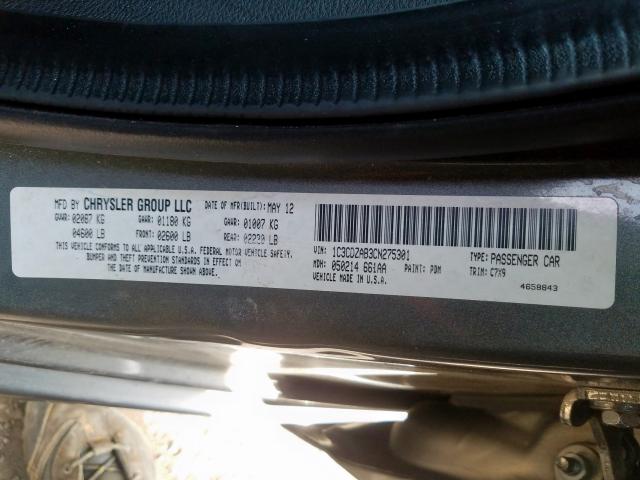 MFD BY CHRYSLER GROUP LLC DATE OF MFR(BUILT): MAY 12
GVWR: 02087 KG GAWR: 01180 KG GAWR: 01007 KG
04600 LB FRONT: 02600 LB REAR: 02220 LB
THIS VEHICLE CONFORMS TO ALL APPLICABLE U.S.A. FEDERAL MOTOR VEHICLE SAFETY,
BUMPER AND THEFT PREVENTION STANDARDS IN EFFECT ON THE
DATE OF MANUFACTURE SHOWN ABOVE.
VIN: 1C3CDZAB3CN275301 TYPE: PASSENGER CAR
MDH: 050214 661AA PAINT: PDM TRIM: C7X9
VEHICLE MADE IN U.S.A.
4658843